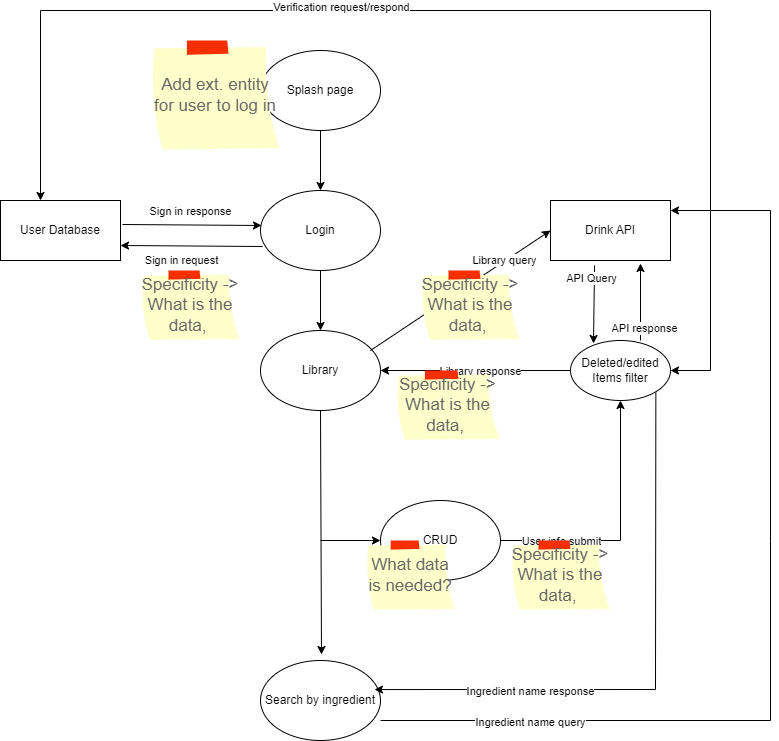 Verification request/respond
Add ext. entity
for user to log in
Splash page
Sign in response
User Database
Login
Drink API
Sign in request
Library query
API Query
Specificity ->
What is the
data,
Specificity ->
What is the
data,
API response
Library
Library response
Deleted/edited
Items filter
Specificity ->
What is the
data,
CRUD
User info submit
What data
is needed?
Specificity ->
What is the
data,
Search by ingredient
Ingredient name response
Ingredient name query